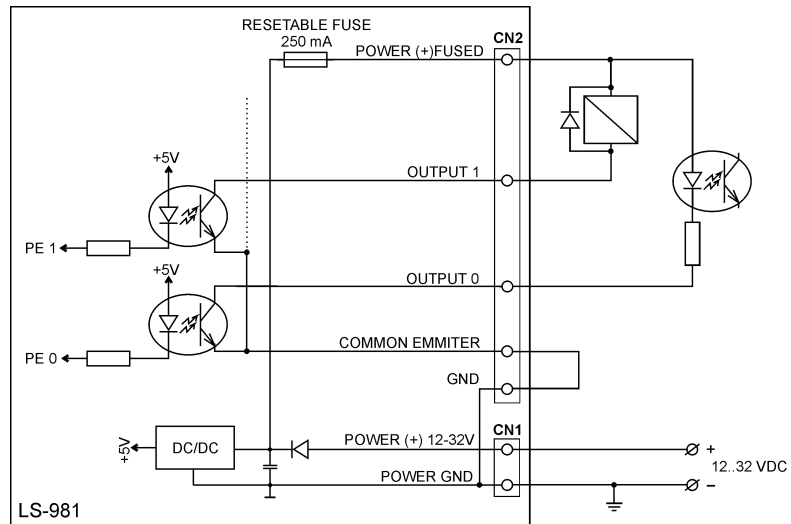 RESETABLE FUSE
250 mA
POWER (+)FUSED
CN2
+5V
OUTPUT 1
PE 1
+5V
OUTPUT 0
PE 0
COMMON EMMITER
GND
CN1
+5V
DC/DC
POWER (+) 12-32V
+
12..32 VDC
POWER GND
−
LS-981